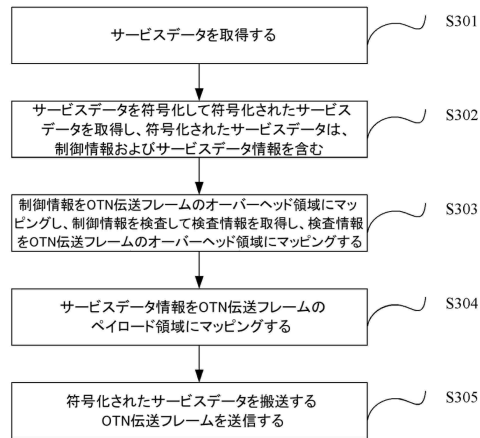 サービスデータを取得する
S301
サービスデータを符号化して符号化されたサービス
データを取得し、符号化されたサービスデータは、
制御情報およびサービスデータ情報を含む
S302
制御情報をOTN伝送フレームのオーバーヘッド領域にマッ
ピングし、制御情報を検査して検査情報を取得し、検査情報
をOTN伝送フレームのオーバーヘッド領域にマッピングする
S303
サービスデータ情報をOTN伝送フレームの
ペイロード領域にマッピングする
S304
符号化されたサービスデータを搬送する
OTN伝送フレームを送信する
S305